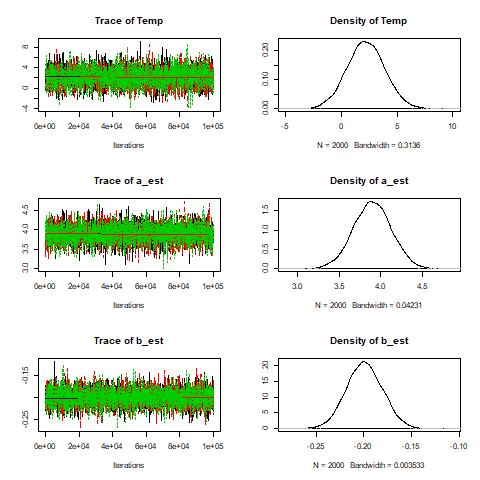 Trace of Temp
8
4
2
0
-4
0e+00 2e+04 4e+04 6e+04 8e+04 1e+05
Iterations
Density of Temp
0.20
0.10
0.00
-5 0 5 10
N = 2000 Bandwidth = 0.3136
Trace of a_est
4.5
4.0
3.5
3.0
0e+00 2e+04 4e+04 6e+04 8e+04 1e+05
Iterations
Density of a_est
1.5
1.0
0.5
0.0
3.0 3.5 4.0 4.5
N = 2000 Bandwidth = 0.04231
Trace of b_est
-0.15
-0.25
0e+00 2e+04 4e+04 6e+04 8e+04 1e+05
Iterations
Density of b_est
20
15
10
5
0
-0.25 -0.20 -0.15 -0.10
N = 2000 Bandwidth = 0.003533